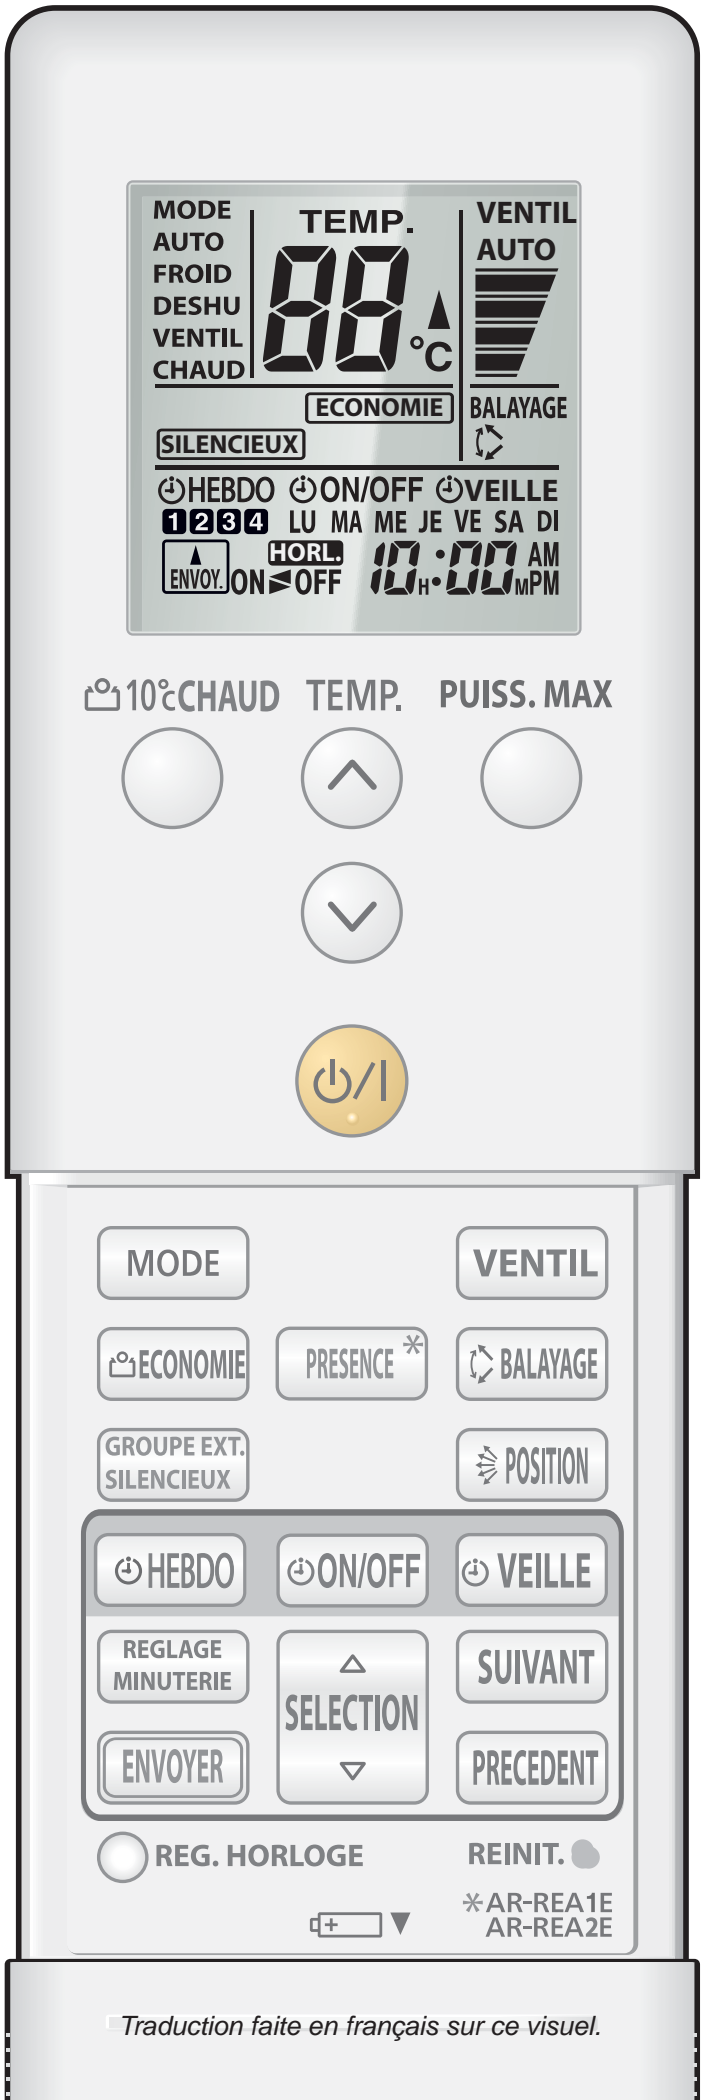 MODE
AUTO
FROID
DESHU
VENTIL
CHAUD
TEMP.
88
°C
VENTIL
AUTO
ECONOMIE
BALAYAGE
SILENCIEUX
HEBDO ON/OFF VEILLE
1 2 3 4 LU MA ME JE VE SA DI
ENVOY.
HORL.
ON OFF
10H:00M AM
PM
10°C CHAUD TEMP. PUISS. MAX
MODE VENTIL
ECONOMIE PRESENCE* BALAYAGE
GROUPE EXT.
SILENCIEUX
POSITION
HEBDO ON/OFF VEILLE
REGLAGE
MINUTERIE
SELECTION
SUIVANT
ENVOYER
PRECEDENT
REG. HORLOGE REINIT.
+
*AR-REA1E
AR-REA2E
Traduction faite en français sur ce visuel.